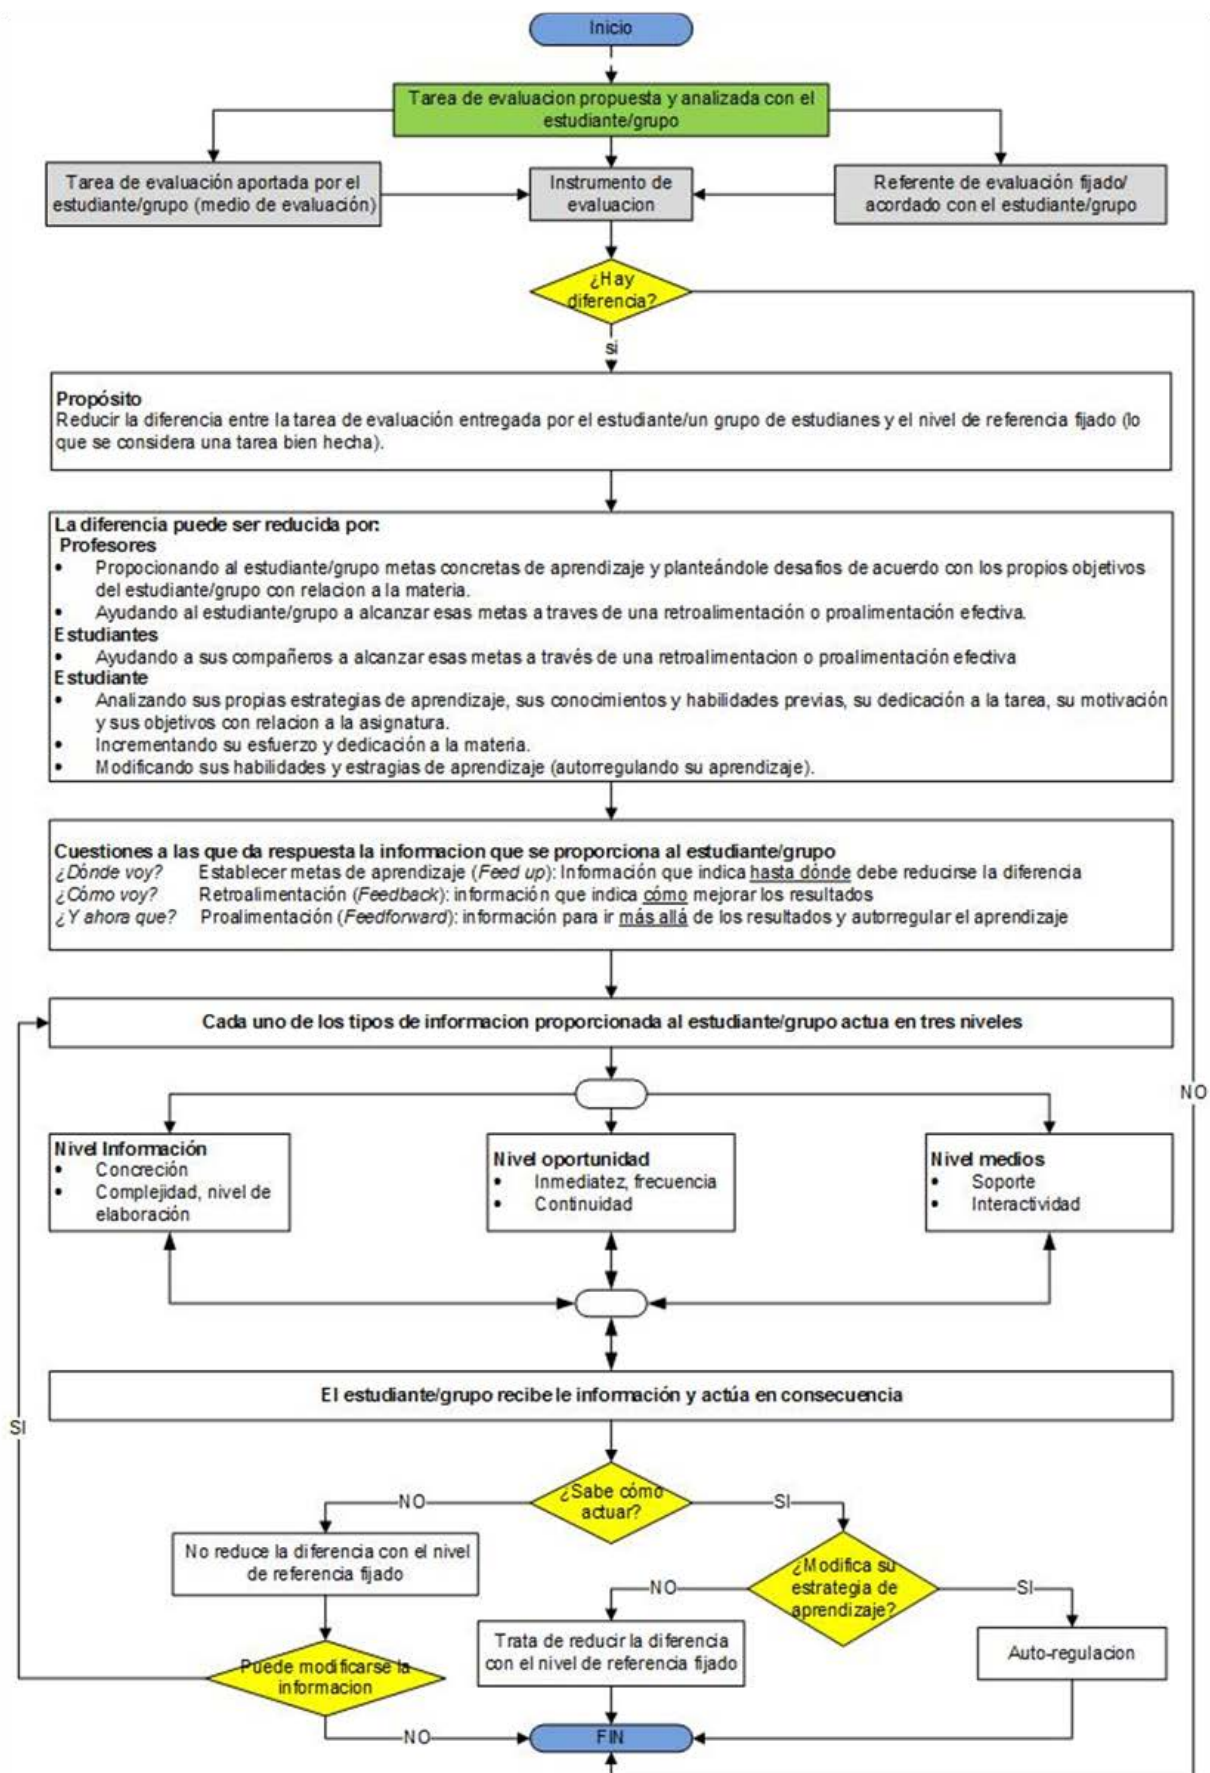 Inicio
Tarea de evaluacion propuesta y analizada con el
estudiante/grupo
Tarea de evaluación aportada por el
estudiante/grupo (medio de evaluación)
Instrumento de
evaluacion
Referente de evaluación fijado/
acordado con el estudiante/grupo
¿Hay
diferencia?
si
Propósito
Reducir la diferencia entre la tarea de evaluación entregada por el estudiante/un grupo de estudianes y el nivel de referencia fijado (lo
que se considera una tarea bien hecha).
La diferencia puede ser reducida por:
Profesores
• Propocionando al estudiante/grupo metas concretas de aprendizaje y planteándole desafios de acuerdo con los propios objetivos
del estudiante/grupo con relacion a la materia.
• Ayudando al estudiante/grupo a alcanzar esas metas a traves de una retroalimentación o proalimentación efectiva.
Estudiantes
• Ayudando a sus compañeros a alcanzar esas metas a través de una retroalimentacion o proalimentación efectiva
Estudiante
• Analizando sus propias estrategias de aprendizaje, sus conocimientos y habilidades previas, su dedicación a la tarea, su motivación
y sus objetivos con relacion a la asignatura.
• Incrementando su esfuerzo y dedicación a la materia.
• Modificando sus habilidades y estragias de aprendizaje (autorregulando su aprendizaje).
Cuestiones a las que da respuesta la informacion que se proporciona al estudiante/grupo
¿Dónde voy? Establecer metas de aprendizaje (Feed up): Información que indica hasta dónde debe reducirse la diferencia
¿Cómo voy? Retroalimentación (Feedback): información que indica cómo mejorar los resultados
¿Y ahora que? Proalimentación (Feedforward): información para ir más allá de los resultados y autorregular el aprendizaje
Cada uno de los tipos de informacion proporcionada al estudiante/grupo actua en tres niveles
NO
Nivel Información
• Concreción
• Complejidad, nivel de
elaboración
Nivel oportunidad
• Inmediatez, frecuencia
• Continuidad
Nivel medios
• Soporte
• Interactividad
El estudiante/grupo recibe le información y actúa en consecuencia
SI
¿Sabe cómo
actuar?
NO
SI
No reduce la diferencia con el nivel
de referencia fijado
¿Modifica su
estrategia de
aprendizaje?
NO
SI
Trata de reducir la diferencia
con el nivel de referencia fijado
Auto-regulacion
Puede modificarse la
informacion
NO
FIN